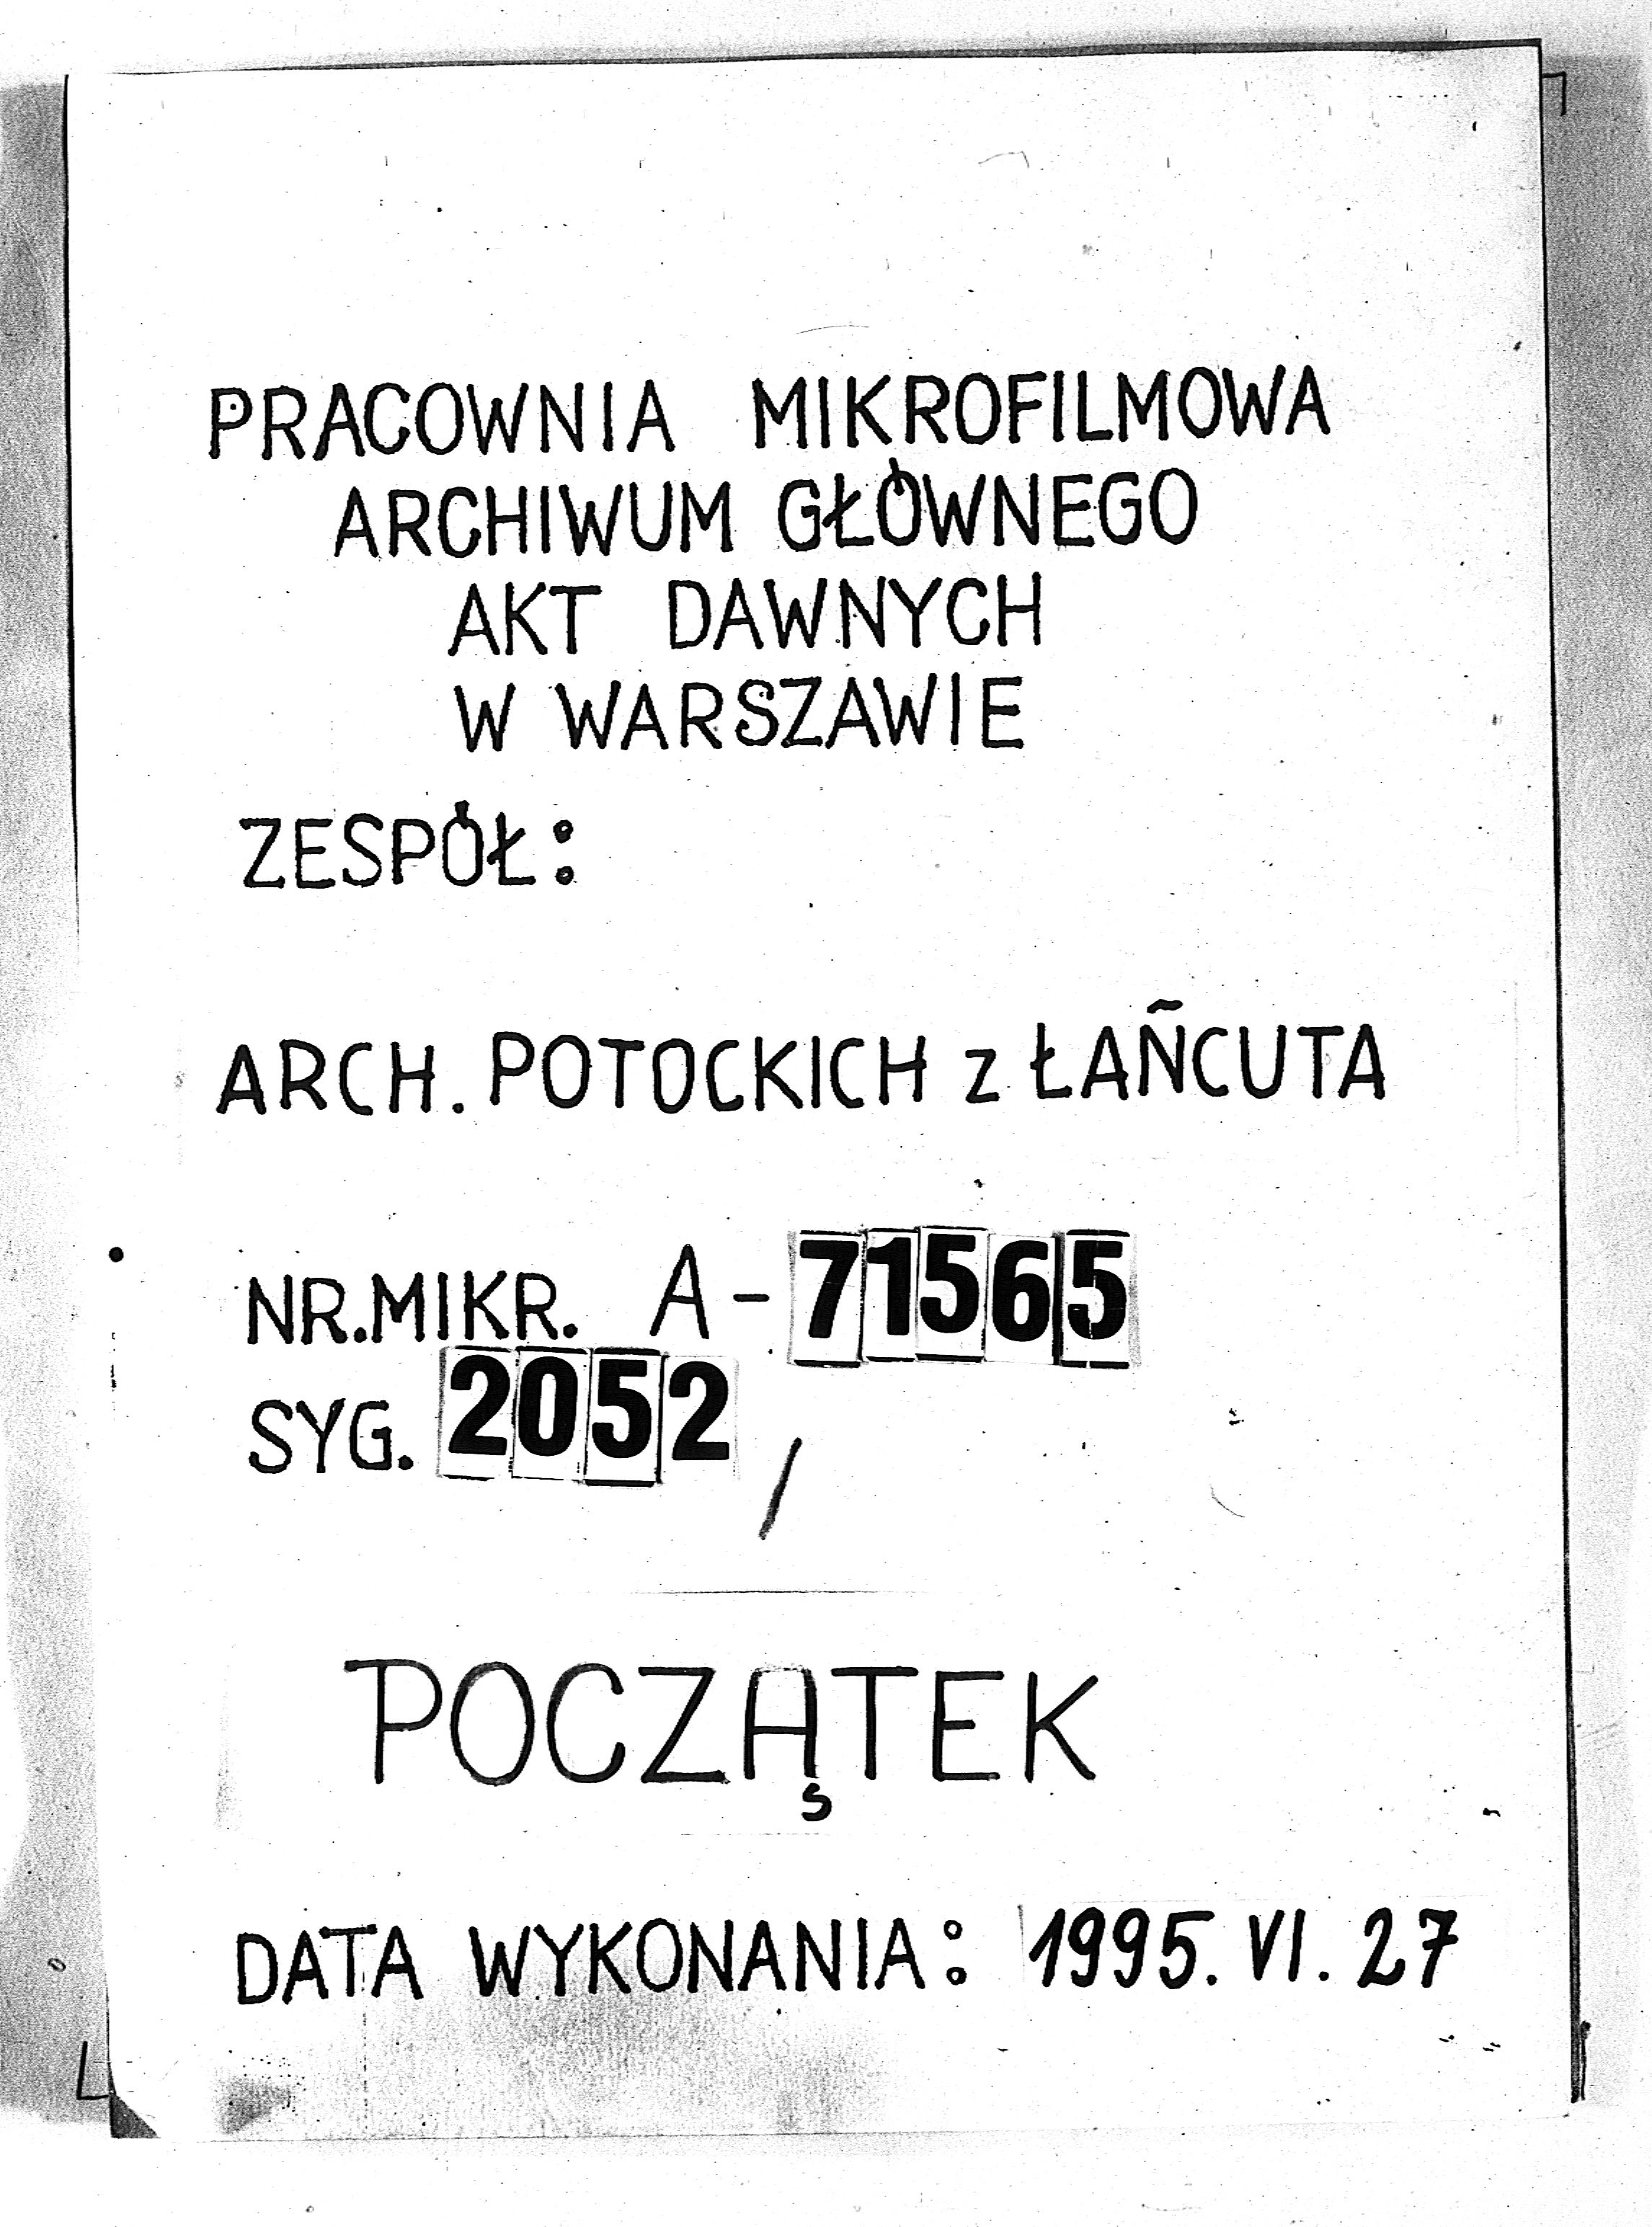 PRACOWNIA MIKROFILMOWA
ARCHIWUM GŁÓWNEGO
AKT DAWNYCH
W WARSZAWIE
ZESPÓŁ:
ARCH. POTOCKICH z ŁAŃCUTA
NR.MIKR. A-71565
SYG. 2052/
POCZĄTEK
DATA WYKONANIA: 1995. VI. 27